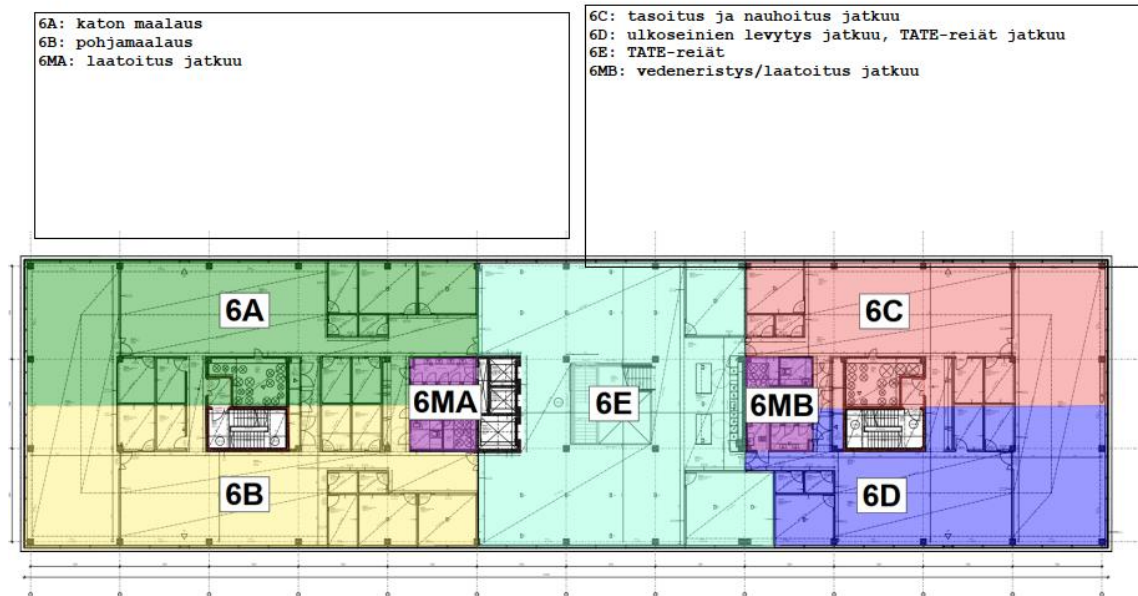 6A: katon maalaus
6B: pohjamaalaus
6MA: laatoitus jatkuu
6C: tasoitus ja nauhoitus jatkuu
6D: ulkoseinien levytys jatkuu, TATE-reiät jatkuu
6E: TATE-reiät
6MB: vedeneristys/laatoitus jatkuu
6A
6C
6MA
6E
6MB
6B
6D